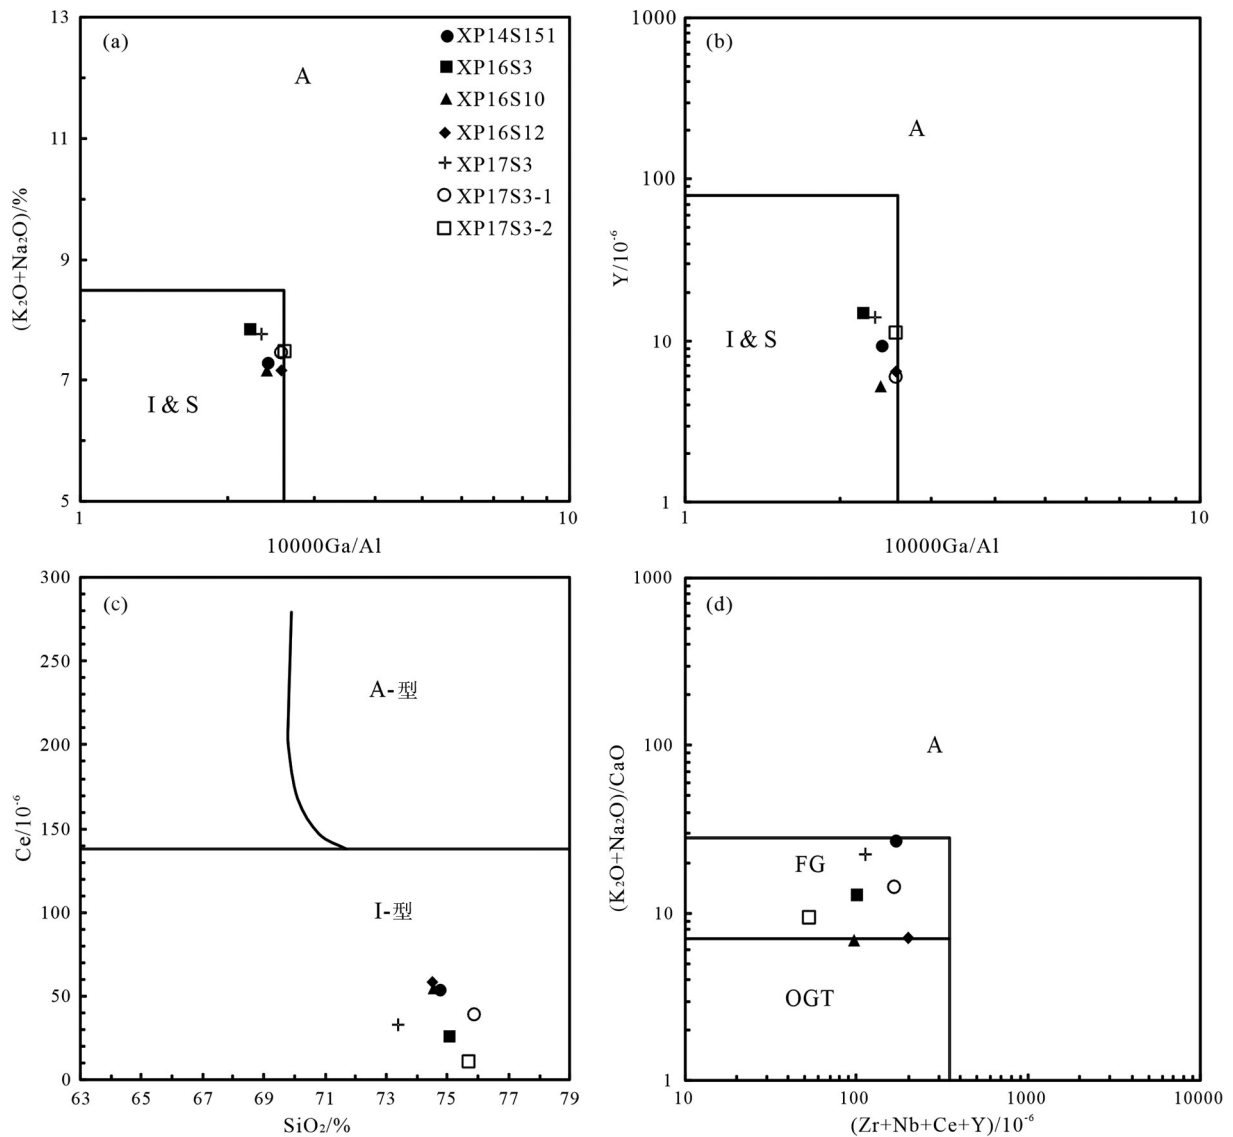 (a)
A
XP14S151
XP16S3
XP16S10
XP16S12
XP17S3
XP17S3-1
XP17S3-2
I & S
13
11
9
7
5
1
10
(K₂O+Na₂O)/%
10000Ga/Al
(b)
A
I & S
1000
100
10
1
1
10
Y/10⁻⁶
10000Ga/Al
(c)
A-型
I-型
300
250
200
150
100
50
0
63 65 67 69 71 73 75 77 79
Ce/10⁻⁶
SiO₂/%
(d)
A
FG
OGT
1000
100
10
1
10 100 1000 10000
(K₂O+Na₂O)/CaO
(Zr+Nb+Ce+Y)/10⁻⁶